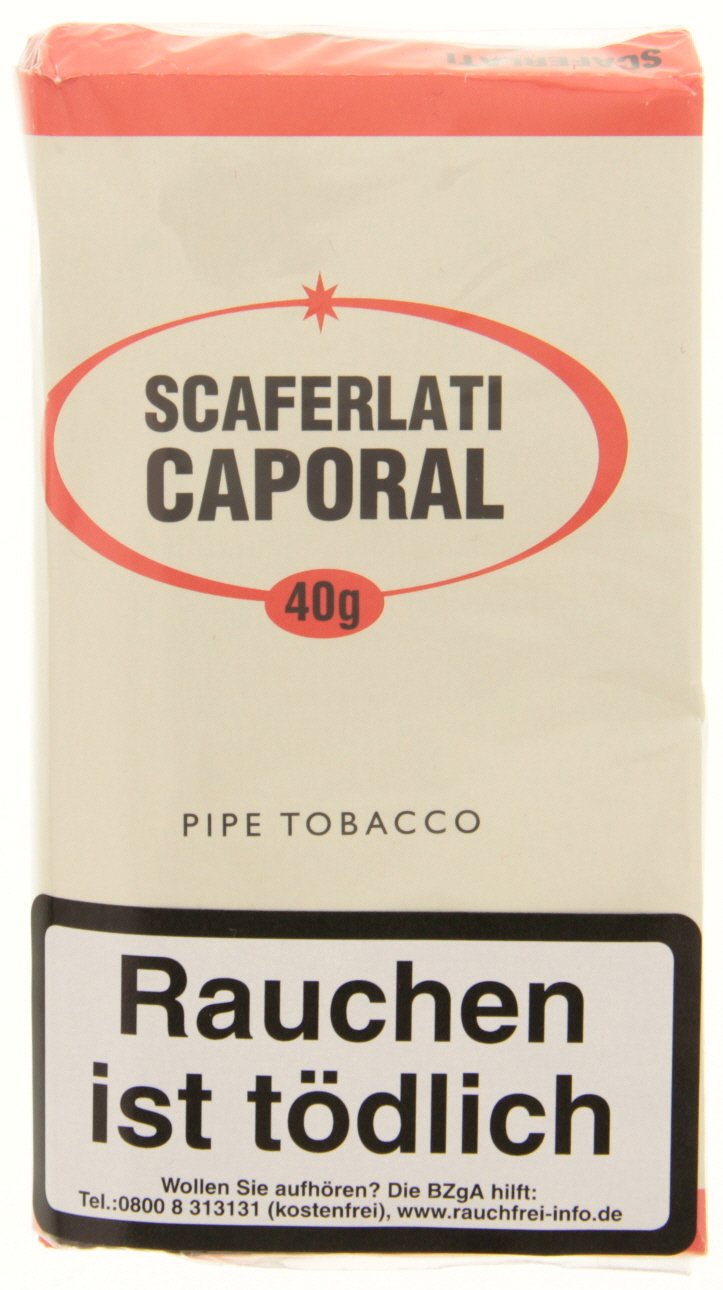 SCAFERLATI
SCAFERLATI
CAPORAL
40g
PIPE TOBACCO
Rauchen
ist tödlich
Wollen Sie aufhören? Die BZgA hilft:
Tel.:0800 8 313131 (kostenfrei), www.rauchfrei-info.de